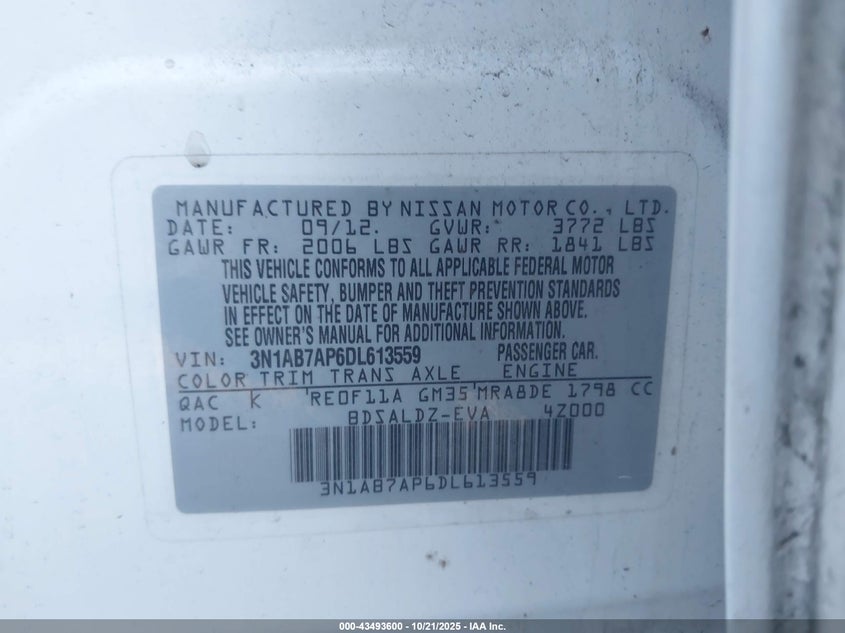 MANUFACTURED BY NISSAN MOTOR CO., LTD.
DATE: 09/12. GVWR: 3772 LBS
GAWR FR: 2006 LBS GAWR RR: 1841 LBS
THIS VEHICLE CONFORMS TO ALL APPLICABLE FEDERAL MOTOR
VEHICLE SAFETY, BUMPER AND THEFT PREVENTION STANDARDS
IN EFFECT ON THE DATE OF MANUFACTURE SHOWN ABOVE.
SEE OWNER'S MANUAL FOR ADDITIONAL INFORMATION.
VIN: 3N1AB7AP6DL613559 PASSENGER CAR.
COLOR TRIM TRANS AXLE ENGINE
QAC K RE0F11A GM35 MRA8DE 1798 CC
MODEL: BDSALDZ-EVA 4Z000
3N1AB7AP6DL613559
000-43493600 - 10/21/2025 - IAA Inc.